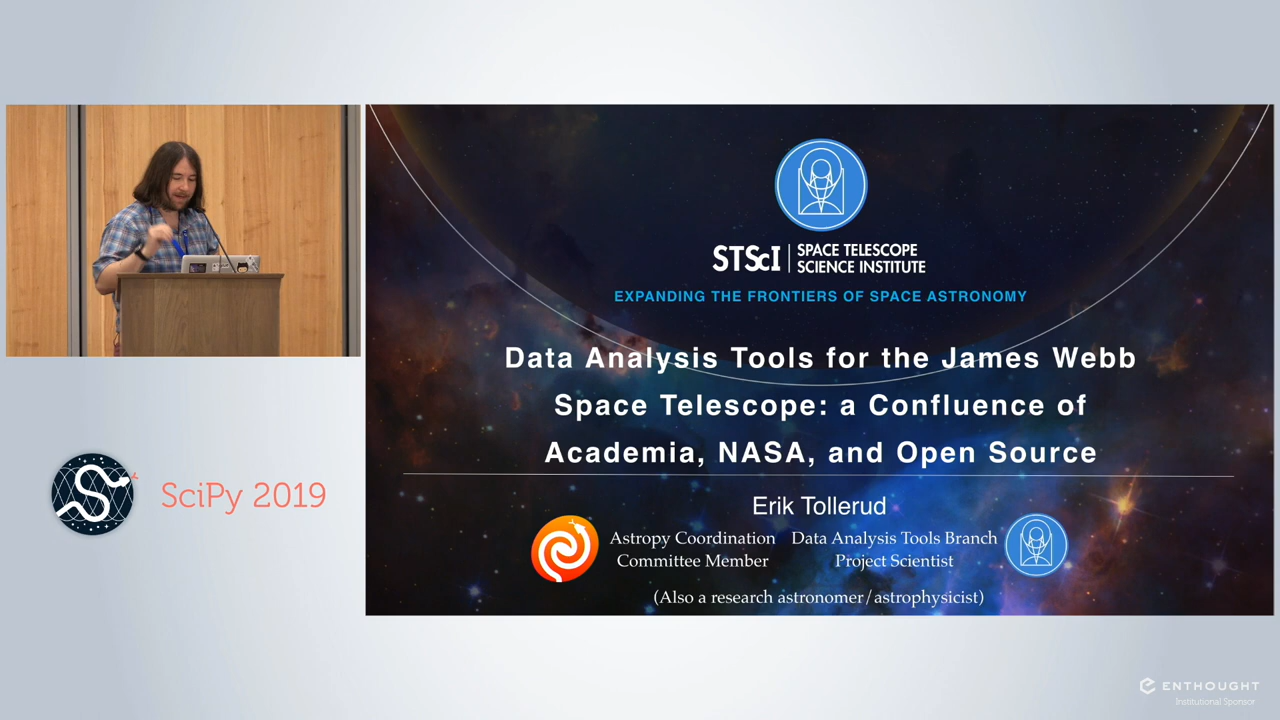 STScI | SPACE TELESCOPE
SCIENCE INSTITUTE
EXPANDING THE FRONTIERS OF SPACE ASTRONOMY
Data Analysis Tools for the James Webb
Space Telescope: a Confluence of
Academia, NASA, and Open Source
Erik Tollerud
Astropy Coordination
Committee Member
Data Analysis Tools Branch
Project Scientist
(Also a research astronomer/astrophysicist)
SciPy 2019
ENTHOUGHT
Institutional Sponsor